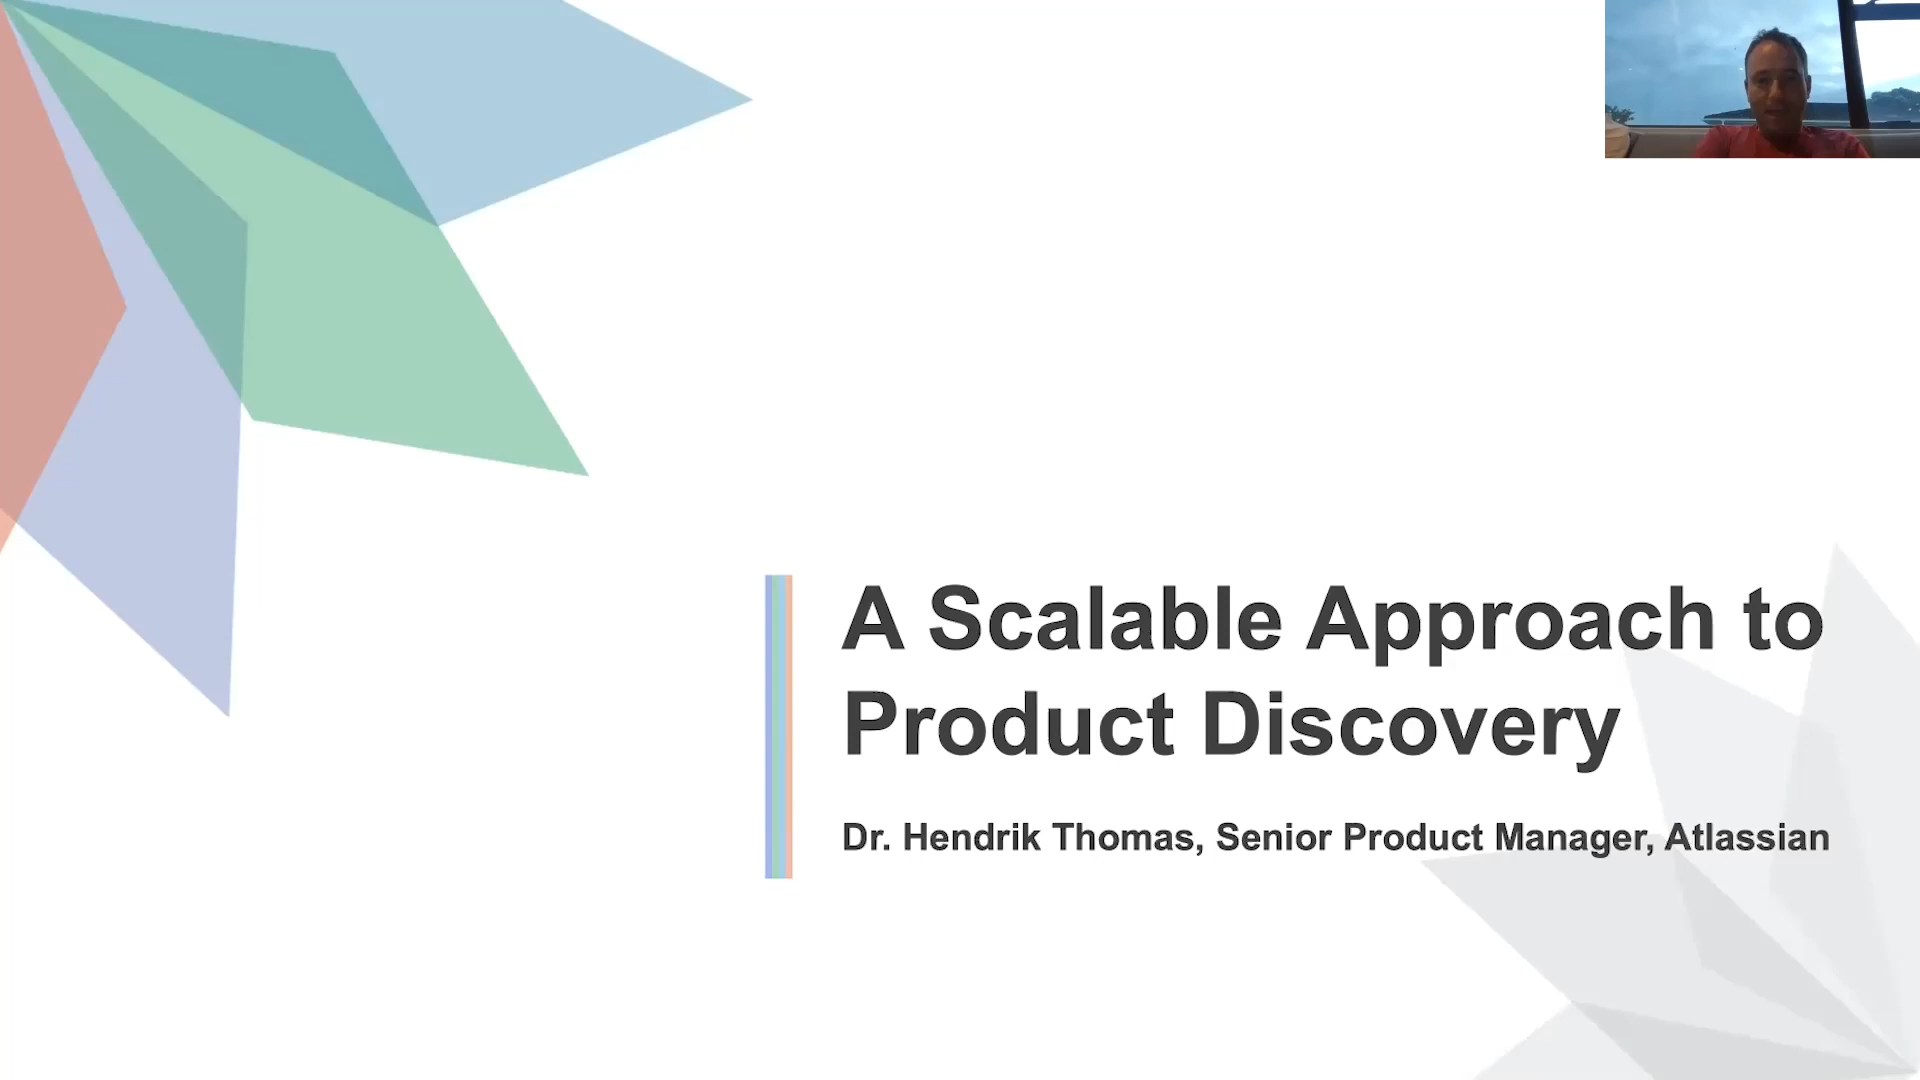 A Scalable Approach to
Product Discovery
Dr. Hendrik Thomas, Senior Product Manager, Atlassian